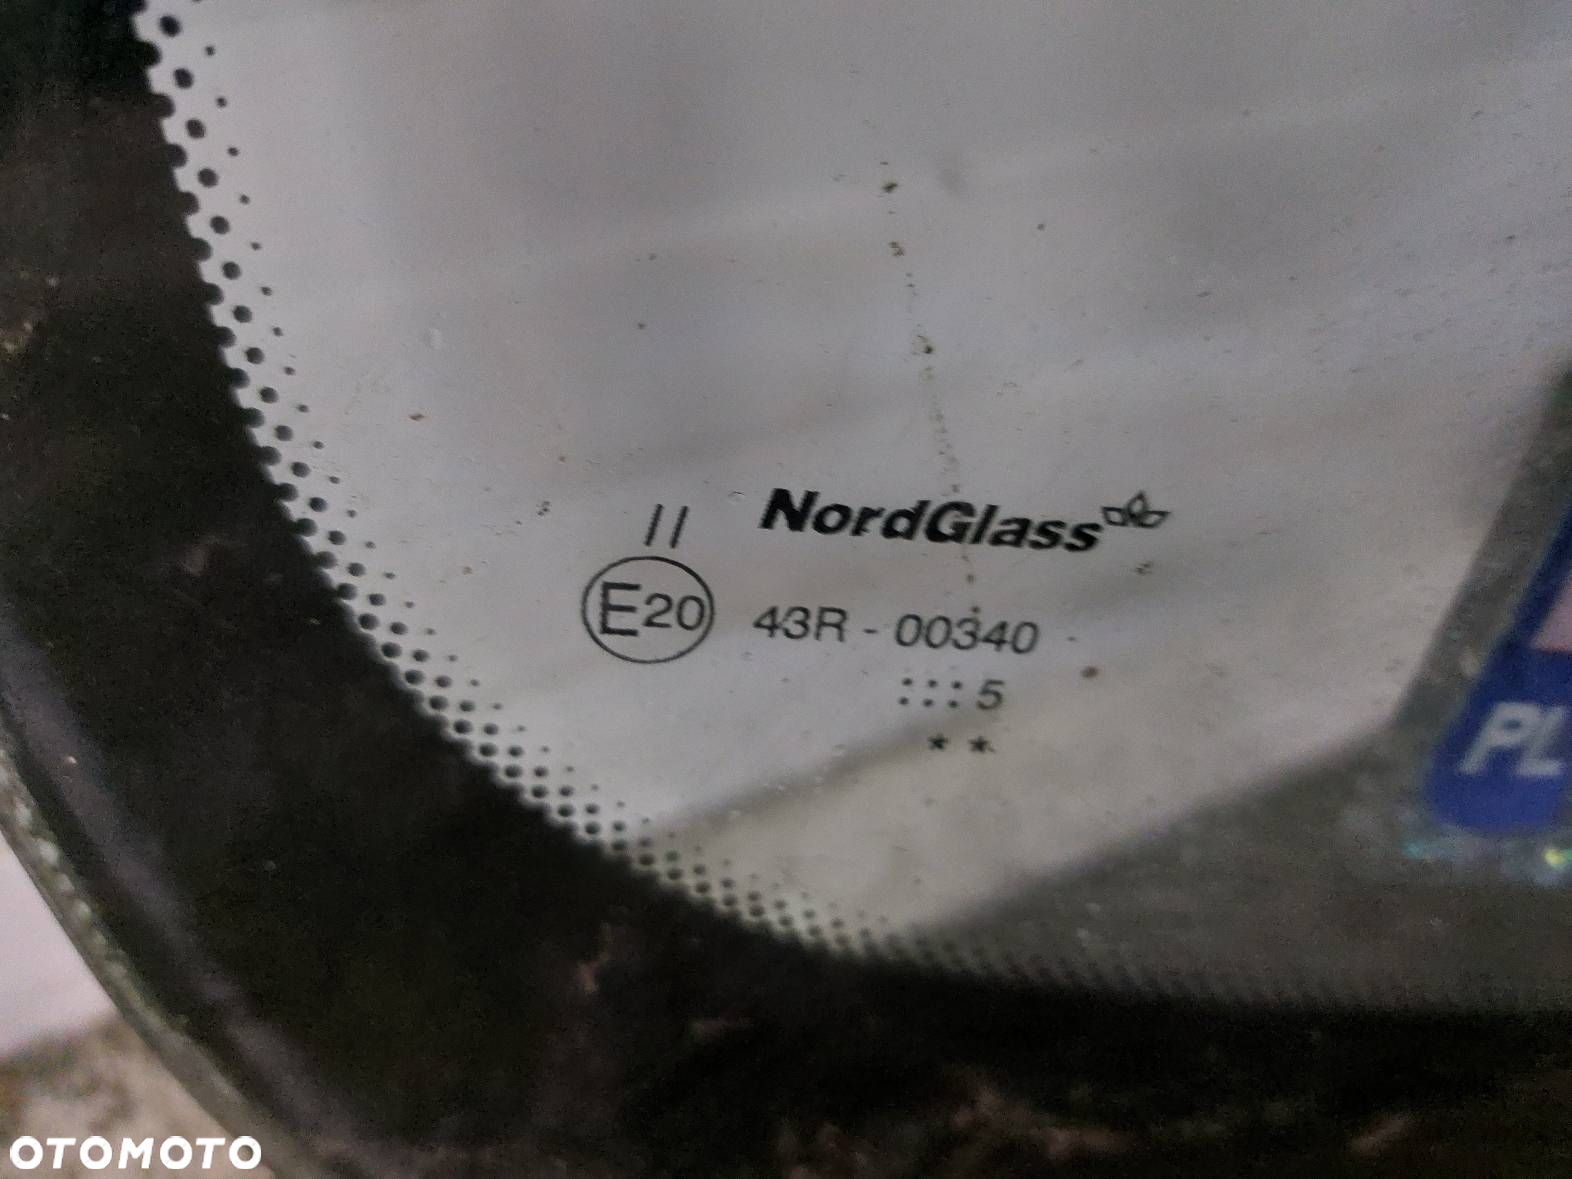 NordGlass
II
E20 43R - 00340
:::5
**
PL
OTOMOTO